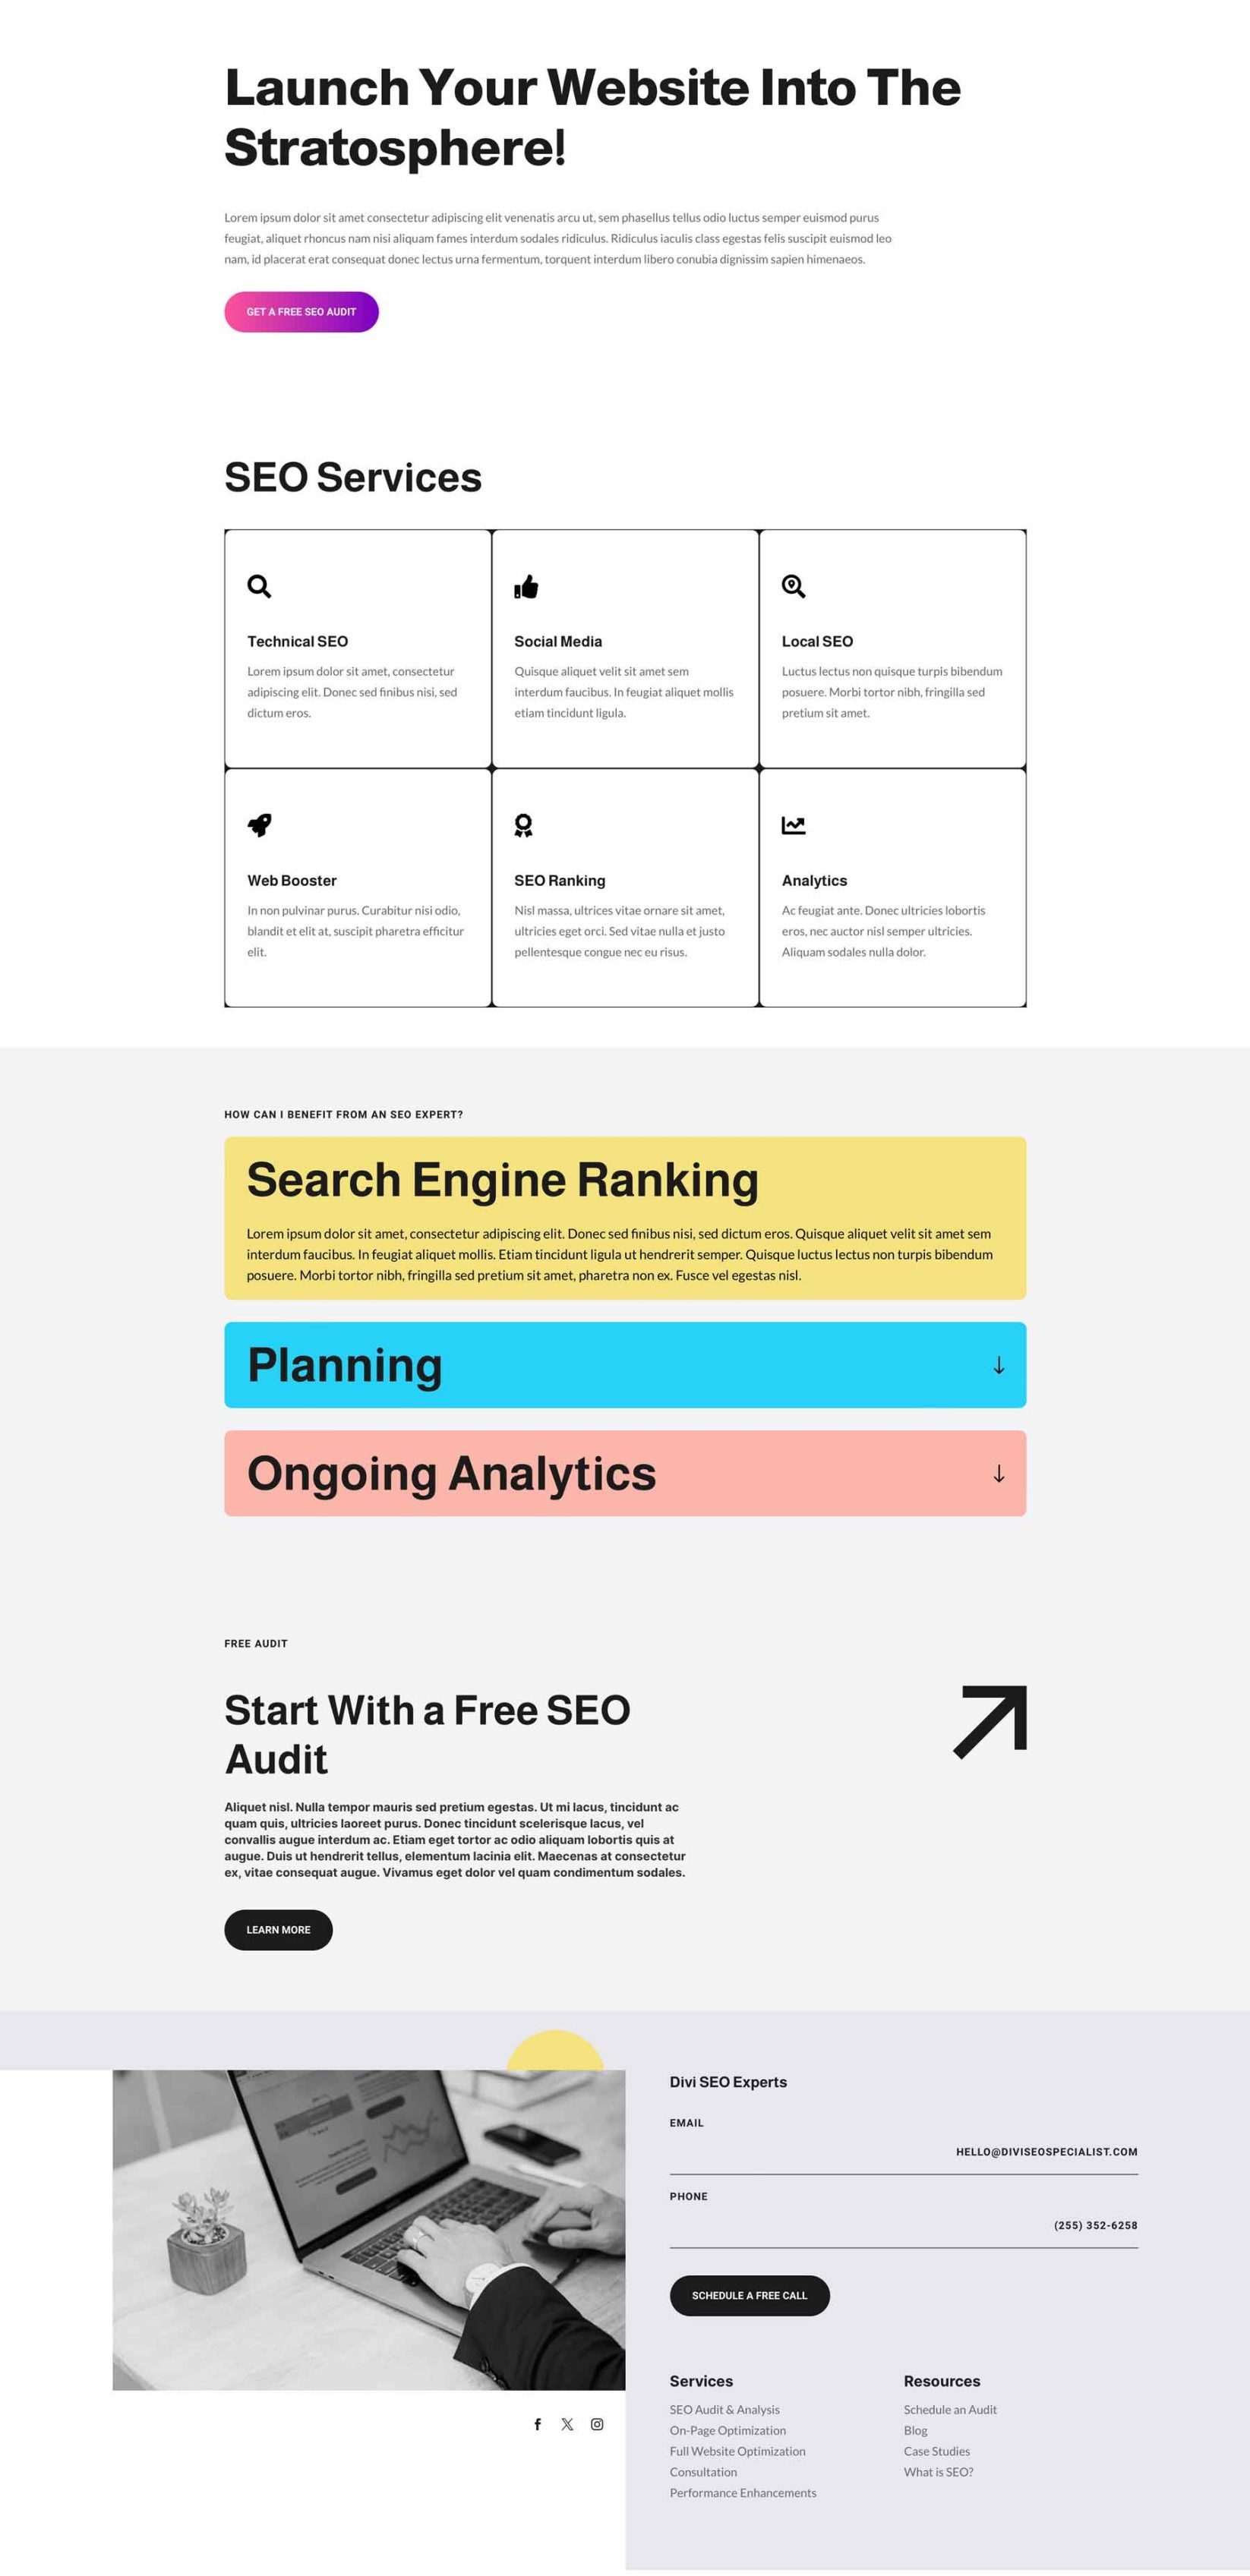 Launch Your Website Into The
Stratosphere!
Lorem ipsum dolor sit amet consectetur adipiscing elit venenatis arcu ut, sem phasellus tellus odio luctus semper euismod purus
feugiat, aliquet rhoncus nam nisi aliquam fames interdum sodales ridiculus. Ridiculus iaculis class egestas felis suscipit euismod leo
nam, id placerat erat consequat donec lectus urna fermentum, torquent interdum libero conubia dignissim sapien himenaeos.
GET A FREE SEO AUDIT
SEO Services
Technical SEO
Lorem ipsum dolor sit amet, consectetur
adipiscing elit. Donec sed finibus nisi, sed
dictum eros.
Social Media
Quisque aliquet velit sit amet sem
interdum faucibus. In feugiat aliquet mollis
etiam tincidunt ligula.
Local SEO
Luctus lectus non quisque turpis bibendum
posuere. Morbi tortor nibh, fringilla sed
pretium sit amet.
Web Booster
In non pulvinar purus. Curabitur nisi odio,
blandit et elit at, suscipit pharetra efficitur
elit.
SEO Ranking
Nisl massa, ultrices vitae ornare sit amet,
ultricies eget orci. Sed vitae nulla et justo
pellentesque congue nec eu risus.
Analytics
Ac feugiat ante. Donec ultricies lobortis
eros, nec auctor nisl semper ultricies.
Aliquam sodales nulla dolor.
HOW CAN I BENEFIT FROM AN SEO EXPERT?
Search Engine Ranking
Lorem ipsum dolor sit amet, consectetur adipiscing elit. Donec sed finibus nisi, sed dictum eros. Quisque aliquet velit sit amet sem
interdum faucibus. In feugiat aliquet mollis. Etiam tincidunt ligula ut hendrerit semper. Quisque luctus lectus non turpis bibendum
posuere. Morbi tortor nibh, fringilla sed pretium sit amet, pharetra non ex. Fusce vel egestas nisl.
Planning
Ongoing Analytics
FREE AUDIT
Start With a Free SEO
Audit
Aliquet nisl. Nulla tempor mauris sed pretium egestas. Ut mi lacus, tincidunt ac
quam quis, ultricies laoreet purus. Donec tincidunt scelerisque lacus, vel
convallis augue interdum ac. Etiam eget tortor ac odio aliquam lobortis quis at
augue. Duis ut hendrerit tellus, elementum lacinia elit. Maecenas at consectetur
ex, vitae consequat augue. Vivamus eget dolor vel quam condimentum sodales.
LEARN MORE
Divi SEO Experts
EMAIL
HELLO@DIVISEOSPECIALIST.COM
PHONE
(255) 352-6258
SCHEDULE A FREE CALL
Services
SEO Audit & Analysis
On-Page Optimization
Full Website Optimization
Consultation
Performance Enhancements
Resources
Schedule an Audit
Blog
Case Studies
What is SEO?